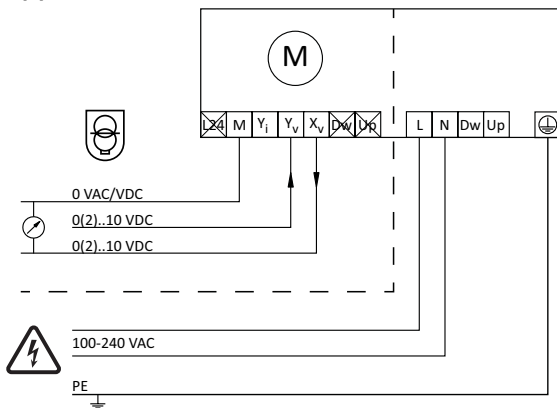 M
L24 M Yi Yv Xv Dw Up L N Dw Up
0 VAC/VDC
0(2)..10 VDC
0(2)..10 VDC
100-240 VAC
PE